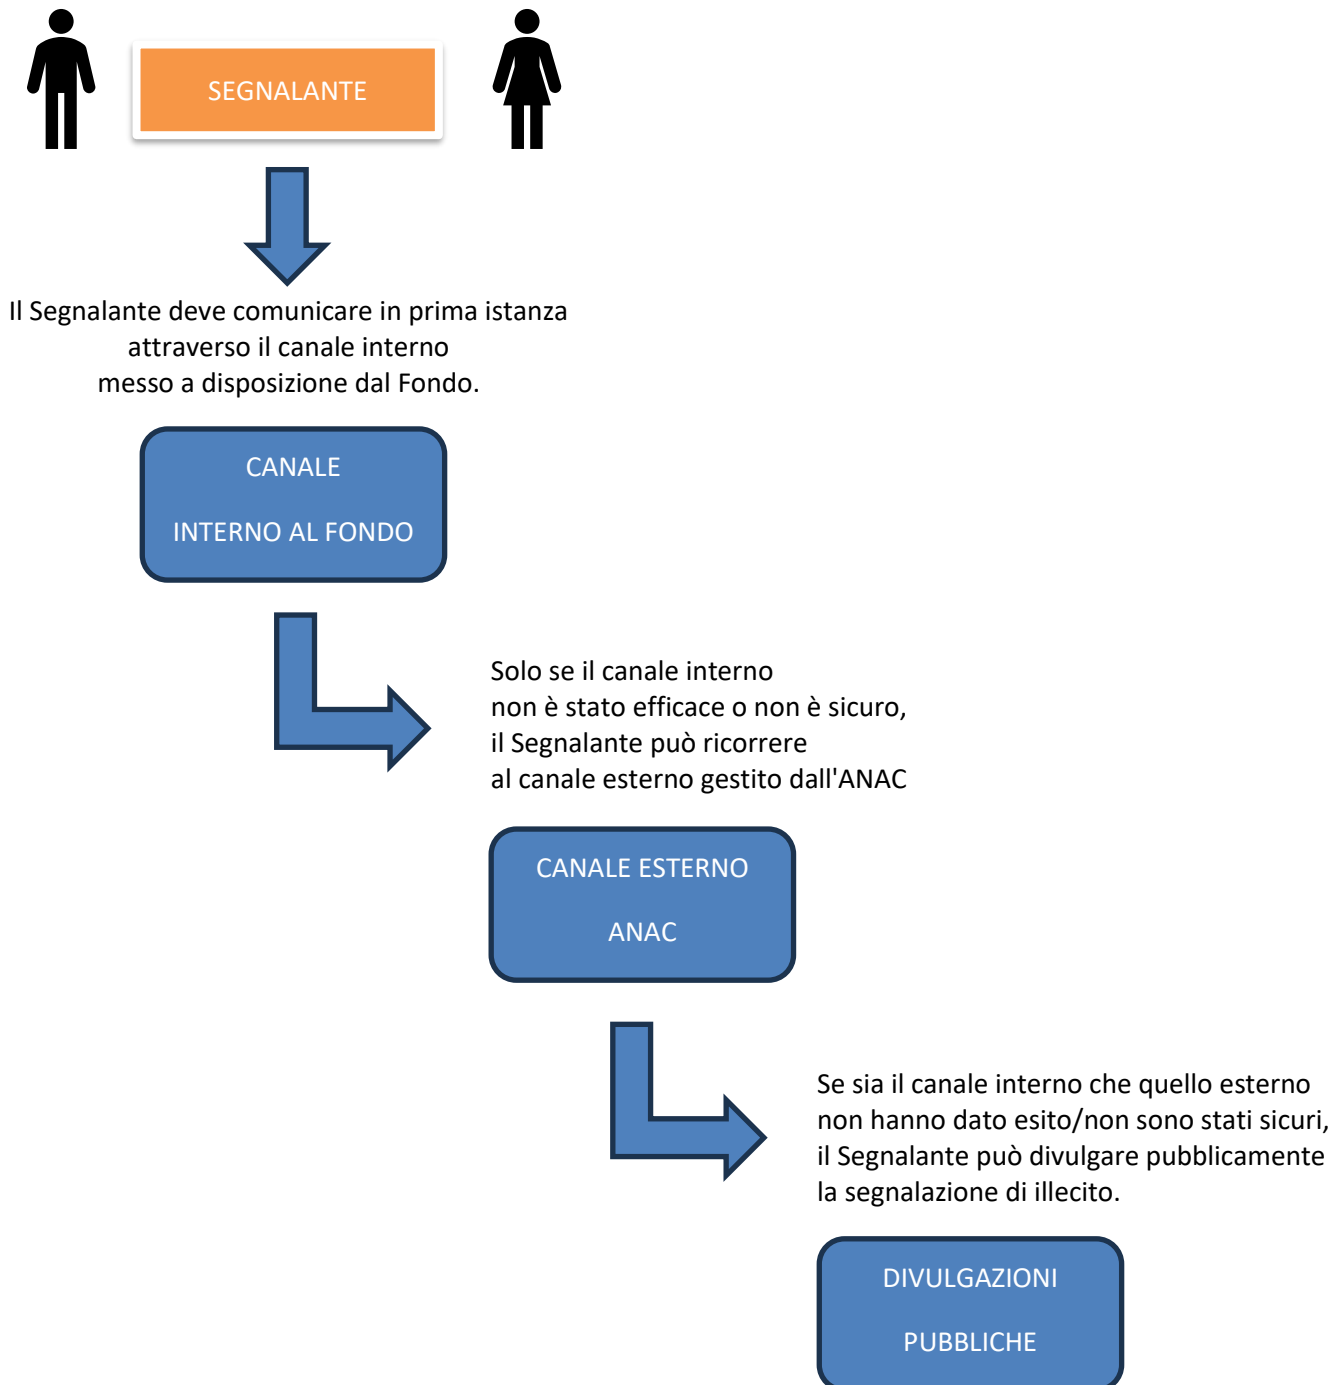 SEGNALANTE
Il Segnalante deve comunicare in prima istanza
attraverso il canale interno
messo a disposizione dal Fondo.
CANALE
INTERNO AL FONDO
Solo se il canale interno
non è stato efficace o non è sicuro,
il Segnalante può ricorrere
al canale esterno gestito dall'ANAC
CANALE ESTERNO
ANAC
Se sia il canale interno che quello esterno
non hanno dato esito/non sono stati sicuri,
il Segnalante può divulgare pubblicamente
la segnalazione di illecito.
DIVULGAZIONI
PUBBLICHE